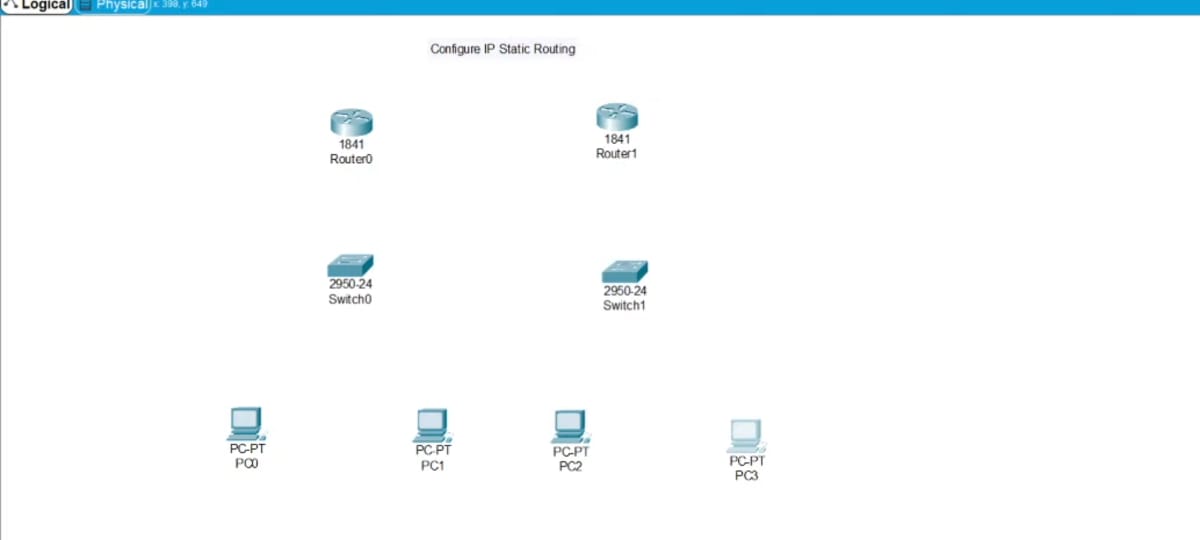 Logical
Physical
x: 398, y: 649
Configure IP Static Routing
1841
Router0
1841
Router1
2950-24
Switch0
2950-24
Switch1
PC-PT
PC0
PC-PT
PC1
PC-PT
PC2
PC-PT
PC3